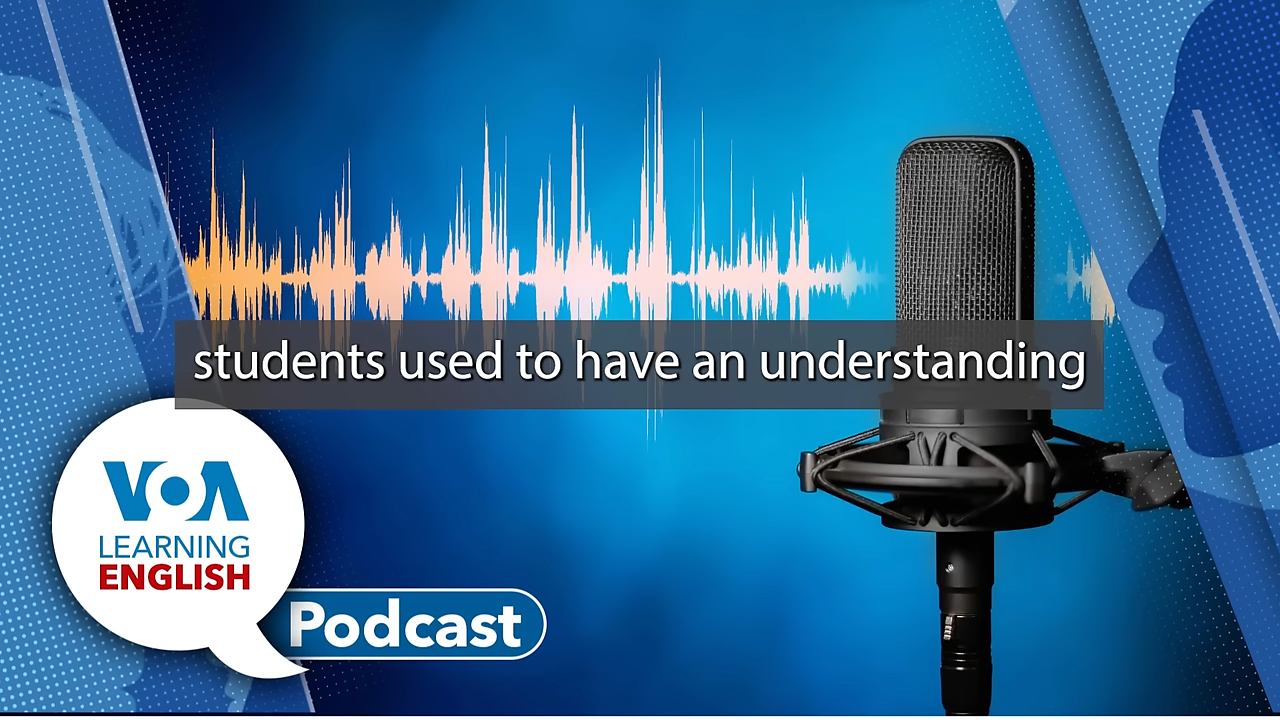 students used to have an understanding
VOA
LEARNING
ENGLISH
Podcast